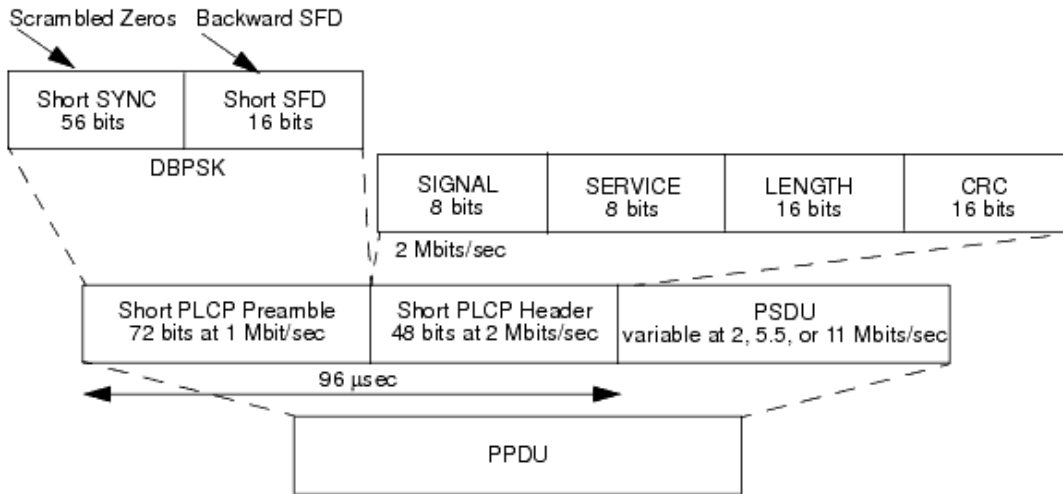 Scrambled Zeros
Backward SFD
Short SYNC
56 bits
Short SFD
16 bits
DBPSK
SIGNAL
8 bits
SERVICE
8 bits
LENGTH
16 bits
CRC
16 bits
2 Mbits/sec
Short PLCP Preamble
72 bits at 1 Mbit/sec
Short PLCP Header
48 bits at 2 Mbits/sec
PSDU
variable at 2, 5.5, or 11 Mbits/sec
96 μsec
PPDU